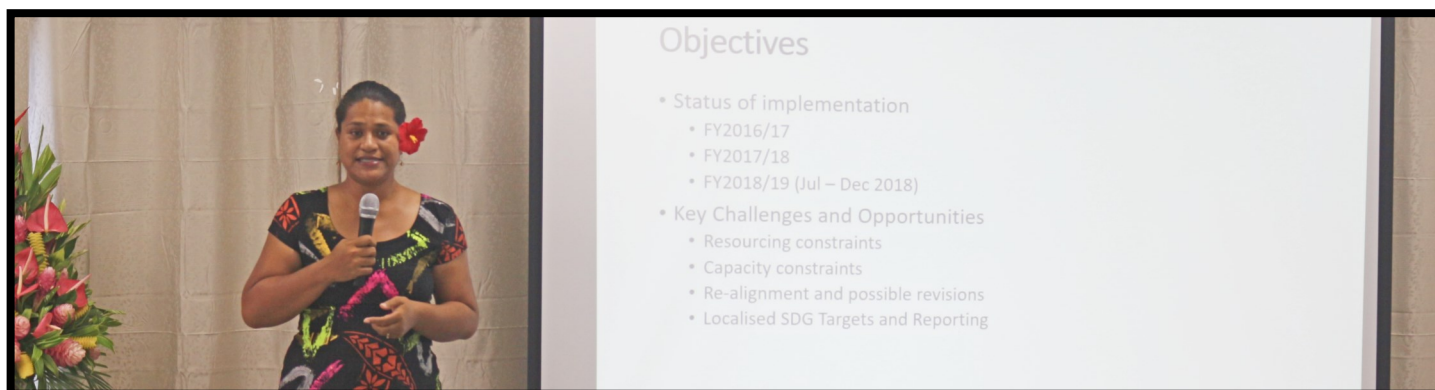 Objectives
• Status of implementation
• FY2016/17
• FY2017/18
• FY2018/19 (Jul – Dec 2018)
• Key Challenges and Opportunities
• Resourcing constraints
• Capacity constraints
• Re-alignment and possible revisions
• Localised SDG Targets and Reporting